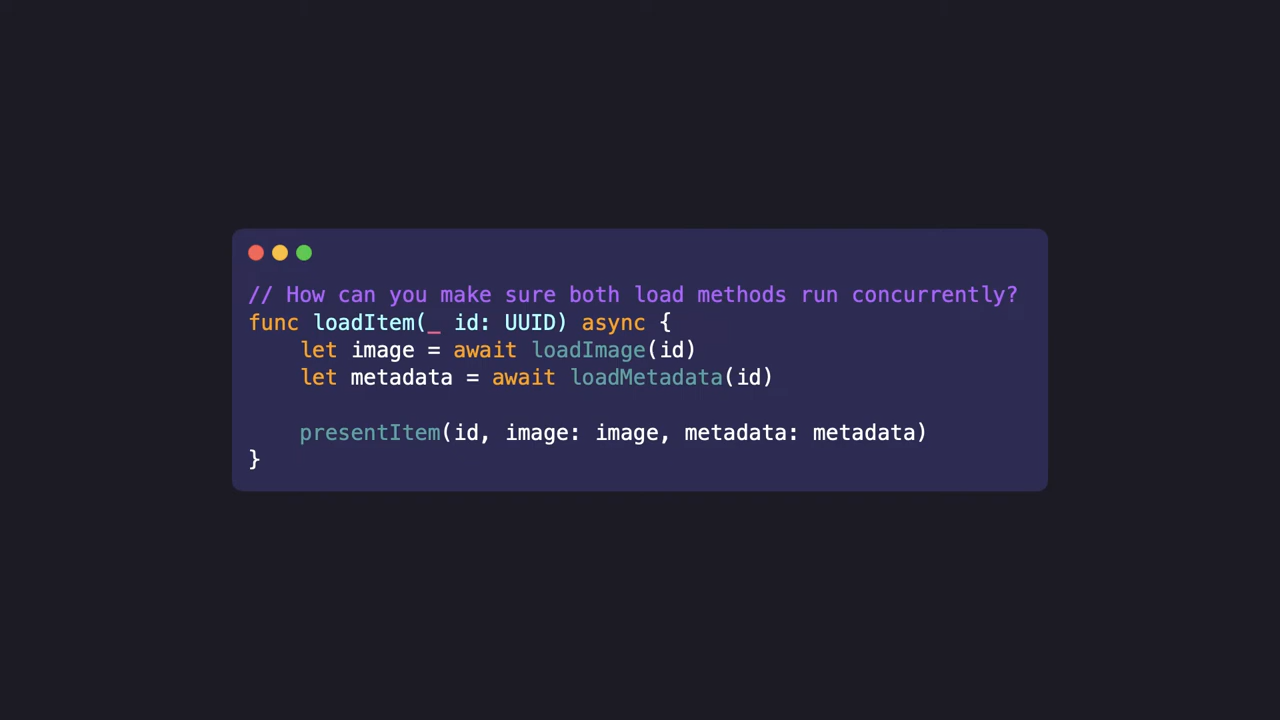 // How can you make sure both load methods run concurrently?
func loadItem(_ id: UUID) async {
    let image = await loadImage(id)
    let metadata = await loadMetadata(id)

    presentItem(id, image: image, metadata: metadata)
}